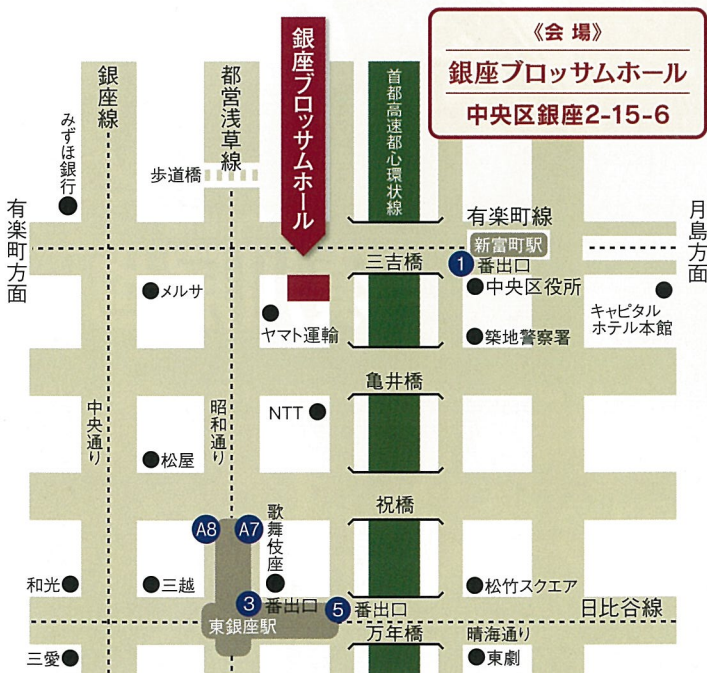 《会 場》
銀座ブロッサムホール
中央区銀座2-15-6
銀座線
都営浅草線
銀座ブロッサムホール
首都高速都心環状線
みずほ銀行
歩道橋
有楽町方面
有楽町線
新富町駅
月島方面
三吉橋
1 番出口
メルサ
中央区役所
キャピタル
ホテル本館
ヤマト運輸
築地警察署
亀井橋
中央通り
昭和通り
NTT
松屋
祝橋
A8
A7
歌舞伎座
和光
三越
松竹スクエア
3 番出口
5 番出口
日比谷線
東銀座駅
万年橋
晴海通り
三愛
東劇